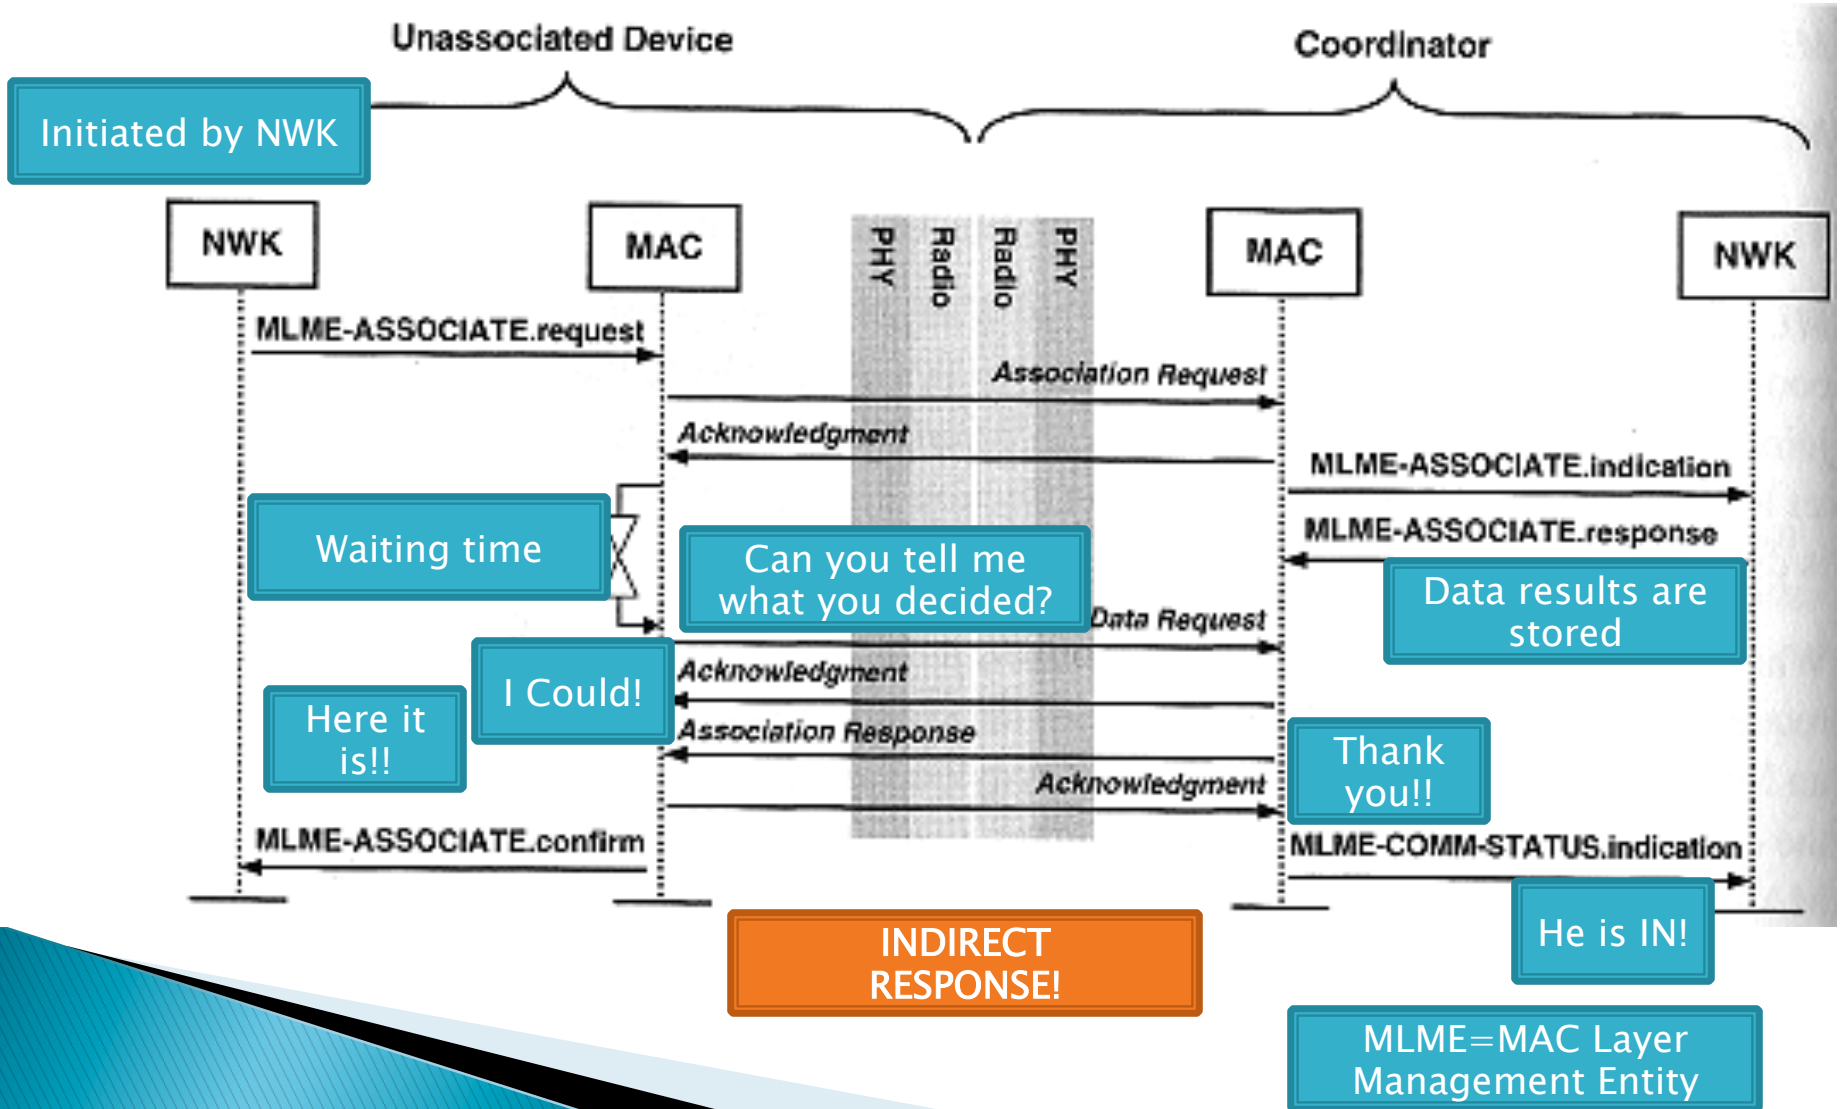 Unassociated Device
Coordinator
Initiated by NWK
NWK
MAC
PHY
Radio
Radio
PHY
MAC
NWK
MLME-ASSOCIATE.request
Association Request
Acknowledgment
MLME-ASSOCIATE.indication
MLME-ASSOCIATE.response
Waiting time
Can you tell me
what you decided?
Data results are
stored
Data Request
I Could!
Acknowledgment
Here it
is!!
Association Response
Thank
you!!
Acknowledgment
MLME-ASSOCIATE.confirm
MLME-COMM-STATUS.indication
He is IN!
INDIRECT
RESPONSE!
MLME=MAC Layer
Management Entity